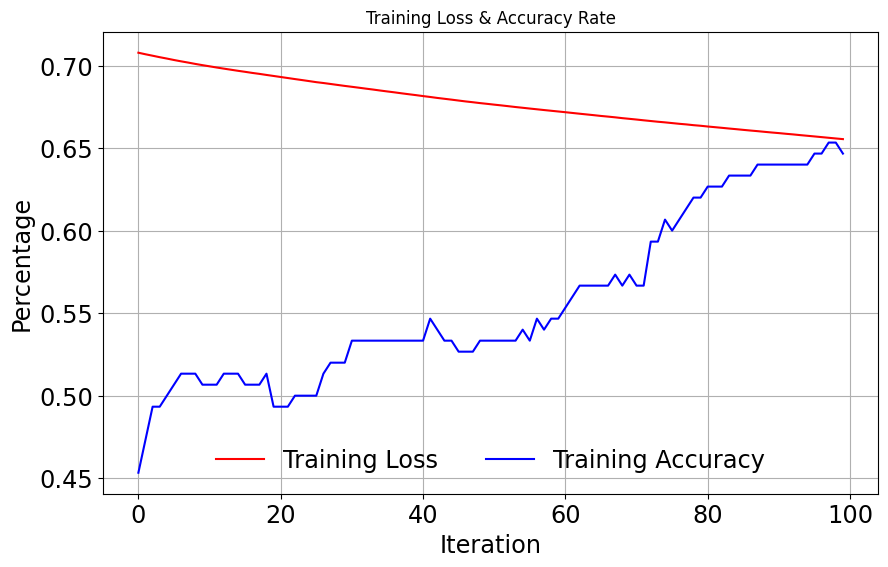 Training Loss & Accuracy Rate
Percentage
0.70
0.65
0.60
0.55
0.50
0.45
Training Loss Training Accuracy
0 20 40 60 80 100
Iteration